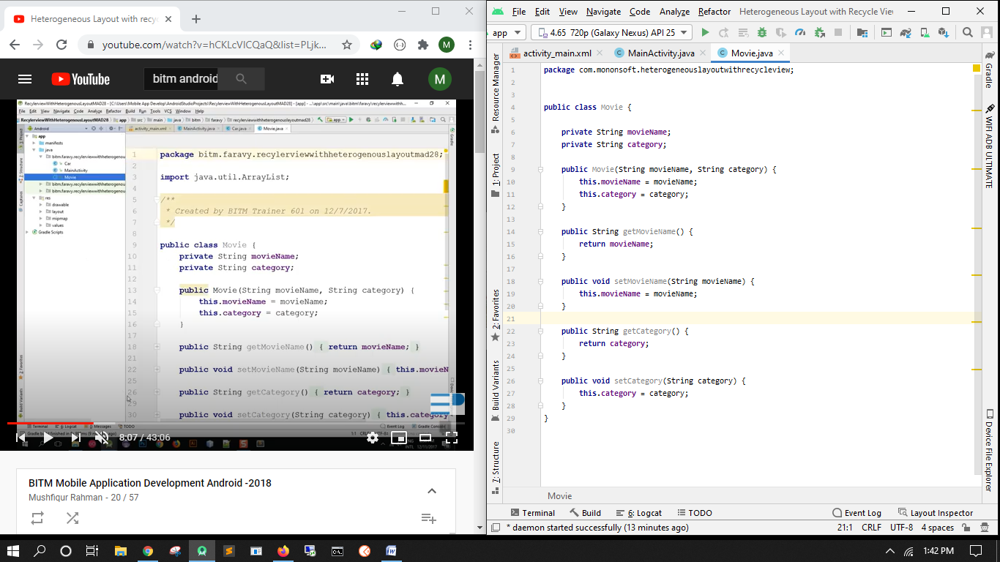 Heterogeneous Layout with recyc
youtube.com/watch?v=hCKLcVICQaQ&list=PLjk...
M
YouTube
bitm android
M
RecylerviewWithHeterogenousLayoutMAD28 - [C:\Users\Mobile App Develop\AndroidStudioProjects\RecylerviewWithHeterogenousLayoutMAD28] - [app] - ...\app\src\main\java\bitm\faravy\recylerviewwithh...
File Edit View Navigate Code Analyze Refactor Build Run Tools VCS Window Help
RecylerviewWithHeterogenousLayoutMAD28 app src main java bitm faravy recylerviewwithheterogenouslayoutmad28 app
Android
activity_main.xml MainActivity.java Car.java Movie.java
app
manifests
java
bitm.faravy.recylerviewwithheterogenou
Car
MainActivity
Movie
bitm.faravy.recylerviewwithheterogenou
bitm.faravy.recylerviewwithheterogenou
res
drawable
layout
mipmap
values
Gradle Scripts
1 package bitm.faravy.recylerviewwithheterogenouslayoutmad28;
2
3 import java.util.ArrayList;
4
5 /**
6 * Created by BITM Trainer 601 on 12/7/2017.
7 */
8
9 public class Movie {
10 private String movieName;
11 private String category;
12
13 public Movie(String movieName, String category) {
14 this.movieName = movieName;
15 this.category = category;
16 }
17
18 public String getMovieName() { return movieName; }
21
22 public void setMovieName(String movieName) { this.movieN
25
26 public String getCategory() { return category; }
29
30 public void setCategory(String category) { this.category
Terminal 6: Logcat 0: Messages TODO Event Log Gradle Console
8:07 / 43:06
12/11/2017
BITM Mobile Application Development Android -2018
Mushfiqur Rahman - 20 / 57
File Edit View Navigate Code Analyze Refactor Heterogeneous Layout with Recycle Viev
app 4.65 720p (Galaxy Nexus) API 25
activity_main.xml MainActivity.java Movie.java
Resource Manager
1: Project
2: Favorites
Build Variants
7: Structure
1 package com.mononsoft.heterogeneouslayoutwithrecycleview;
2
3
4 public class Movie {
5
6 private String movieName;
7 private String category;
8
9 public Movie(String movieName, String category) {
10 this.movieName = movieName;
11 this.category = category;
12 }
13
14 public String getMovieName() {
15 return movieName;
16 }
17
18 public void setMovieName(String movieName) {
19 this.movieName = movieName;
20 }
21
22 public String getCategory() {
23 return category;
24 }
25
26 public void setCategory(String category) {
27 this.category = category;
28 }
29 }
30
Gradle
WIFI ADB ULTIMATE
Device File Explorer
Movie
Terminal Build 6: Logcat TODO Event Log Layout Inspector
* daemon started successfully (13 minutes ago) 21:1 CRLF UTF-8 4 spaces
1:42 PM